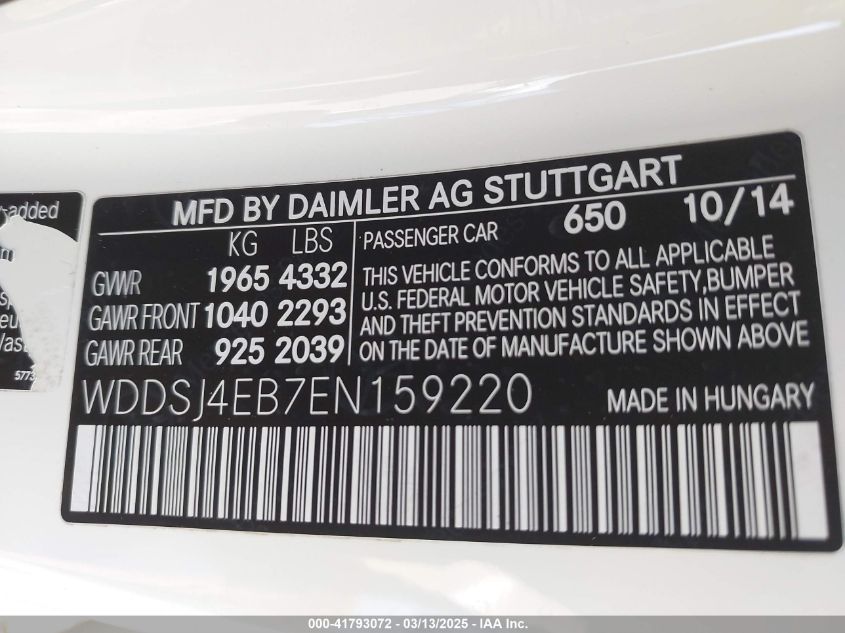 -added
5773
MFD BY DAIMLER AG STUTTGART
KG LBS
GVWR 1965 4332
GAWR FRONT 1040 2293
GAWR REAR 925 2039
PASSENGER CAR 650 10/14
THIS VEHICLE CONFORMS TO ALL APPLICABLE
U.S. FEDERAL MOTOR VEHICLE SAFETY,BUMPER
AND THEFT PREVENTION STANDARDS IN EFFECT
ON THE DATE OF MANUFACTURE SHOWN ABOVE
WDDSJ4EB7EN159220 MADE IN HUNGARY
000-41793072 - 03/13/2025 - IAA Inc.